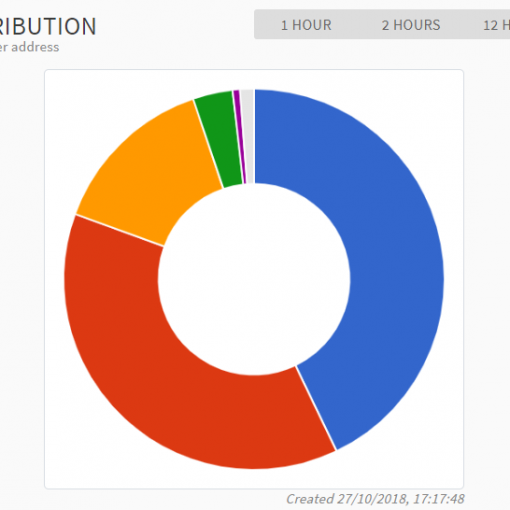 RIBUTION
er address
1 HOUR
2 HOURS
12 H
Created 27/10/2018, 17:17:48